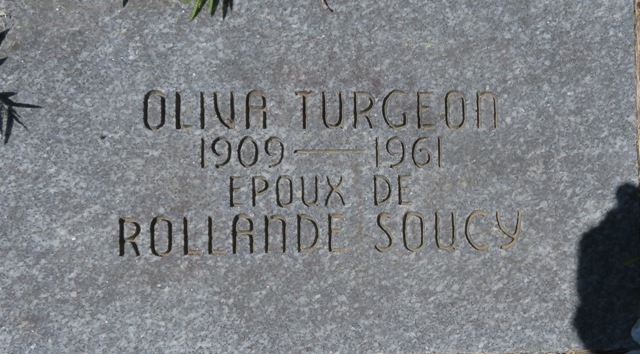 OLIVA TURGEON
1909 — 1961
EPOUX DE
ROLLANDE SOUCY